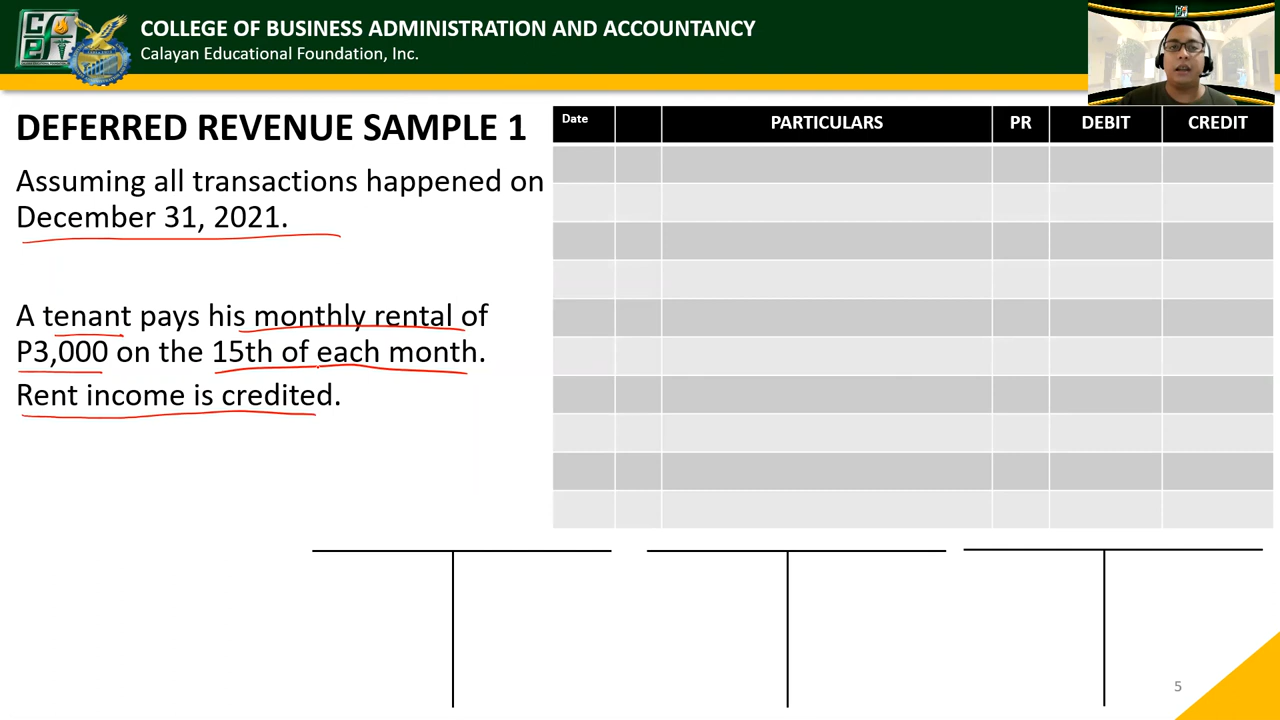 COLLEGE OF BUSINESS ADMINISTRATION AND ACCOUNTANCY
Calayan Educational Foundation, Inc.
DEFERRED REVENUE SAMPLE 1
Assuming all transactions happened on
December 31, 2021.
A tenant pays his monthly rental of
P3,000 on the 15th of each month.
Rent income is credited.
Date PARTICULARS PR DEBIT CREDIT
5